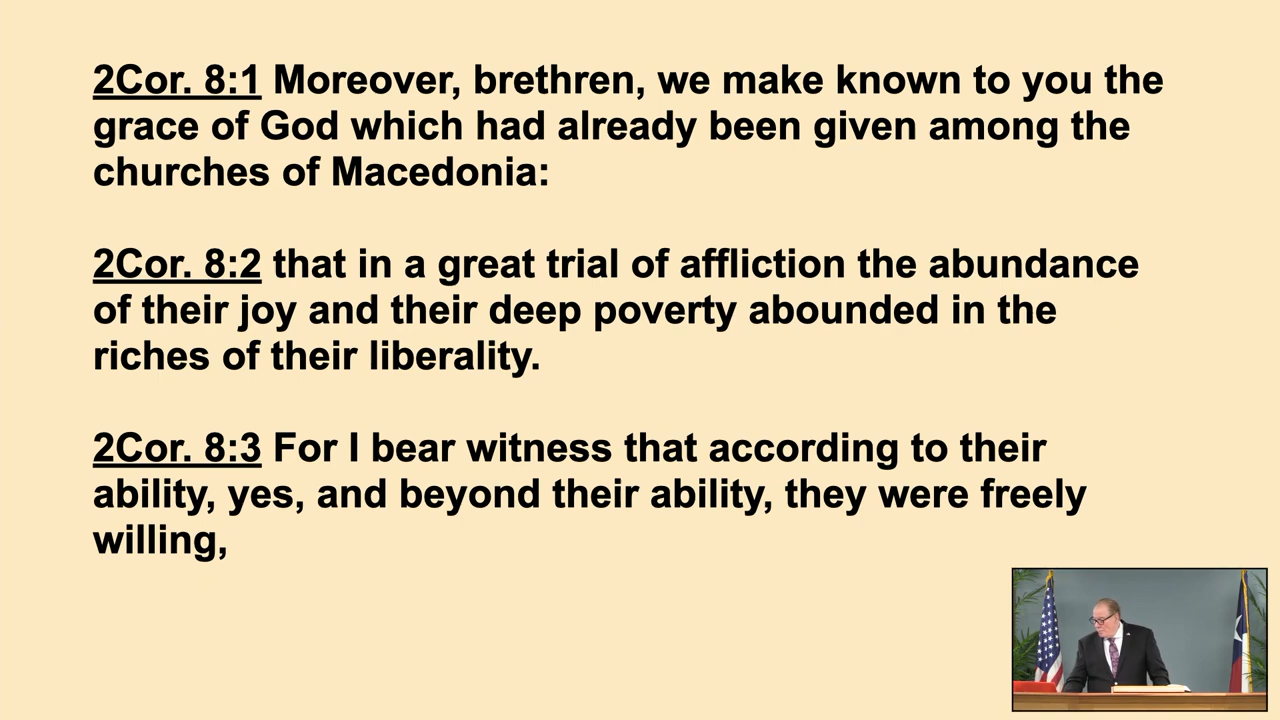 2Cor. 8:1 Moreover, brethren, we make known to you the
grace of God which had already been given among the
churches of Macedonia:
2Cor. 8:2 that in a great trial of affliction the abundance
of their joy and their deep poverty abounded in the
riches of their liberality.
2Cor. 8:3 For I bear witness that according to their
ability, yes, and beyond their ability, they were freely
willing,